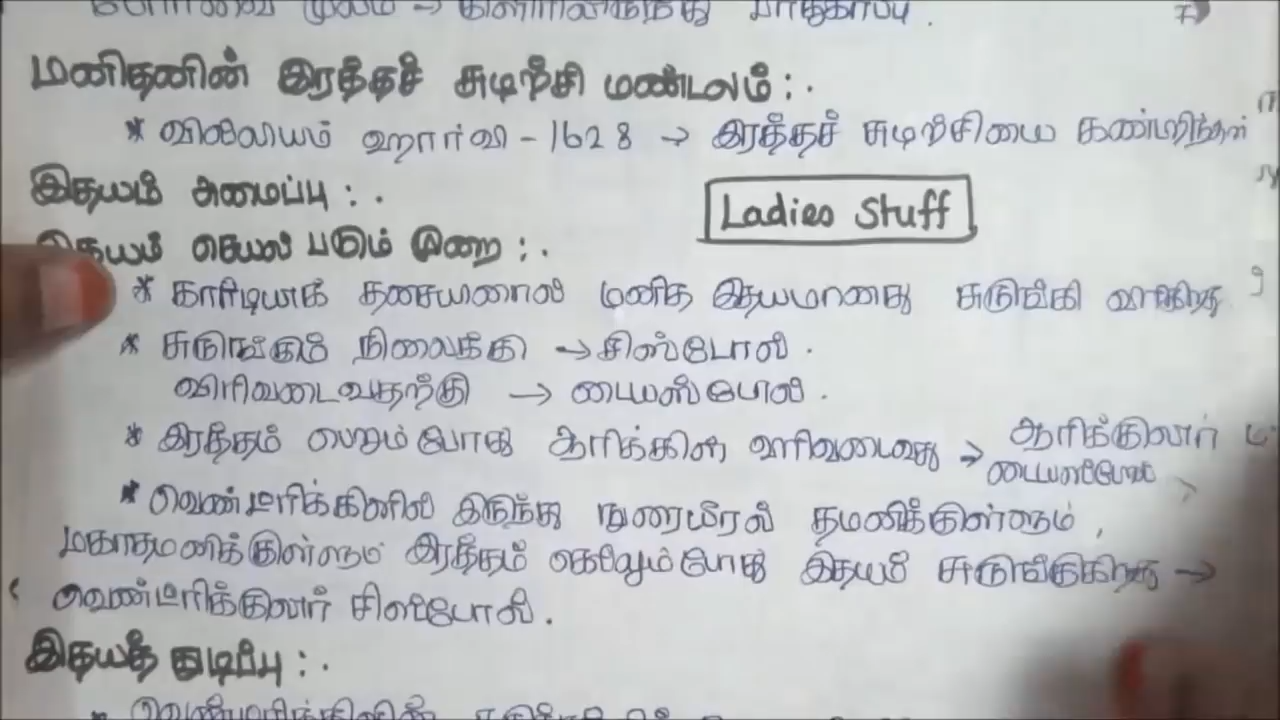 மூலம் → பாதுகாப்பு.
மனிதனின் இரத்தச் சுழற்சி மண்டலம் :.
* வில்லியம் ஹார்வி - 1628 → இரத்தச் சுழற்சியை கண்டறிந்தார்
இதயம் அமைப்பு :.
Ladies Stuff
இதயம் செயல் படும் முறை :.
* கார்டியாக் தசையினால் மனித இதயமானது சுருங்கி
* சுருங்கும் நிலைக்கு → சிஸ்டோல்.
விரிவடைவதற்கு → டையஸ்டோல்.
* இரத்தம் பெறும் போது ஆரிக்கிள் விரிவடைவது → ஆரிக்குலார்
டையஸ்டோல்
* வெண்ட்ரிக்கிளில் இருந்து நுரையீரல் தமனிக்குள்ளும்,
மகாதமனிக்குள்ளும் இரத்தம் செல்லும்போது இதயம் சுருங்குகிறது →
வெண்ட்ரிக்குலார் சிஸ்டோல்.
இதயத் துடிப்பு :.